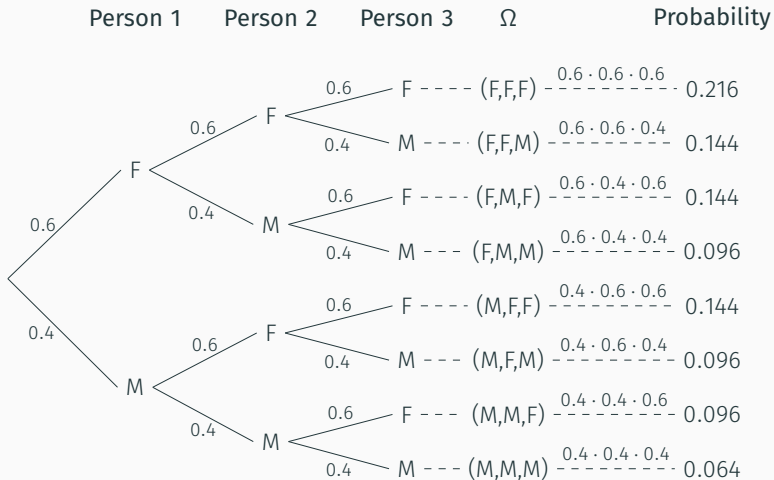 Person 1 Person 2 Person 3 Ω Probability
0.6 F (F,F,F) 0.6 · 0.6 · 0.6 0.216
0.6 F
0.4 M (F,F,M) 0.6 · 0.6 · 0.4 0.144
F
0.6 F (F,M,F) 0.6 · 0.4 · 0.6 0.144
0.6 0.4 M
0.4 M (F,M,M) 0.6 · 0.4 · 0.4 0.096
0.6 F (M,F,F) 0.4 · 0.6 · 0.6 0.144
0.4 0.6 F
0.4 M (M,F,M) 0.4 · 0.6 · 0.4 0.096
M
0.6 F (M,M,F) 0.4 · 0.4 · 0.6 0.096
0.4 M
0.4 M (M,M,M) 0.4 · 0.4 · 0.4 0.064